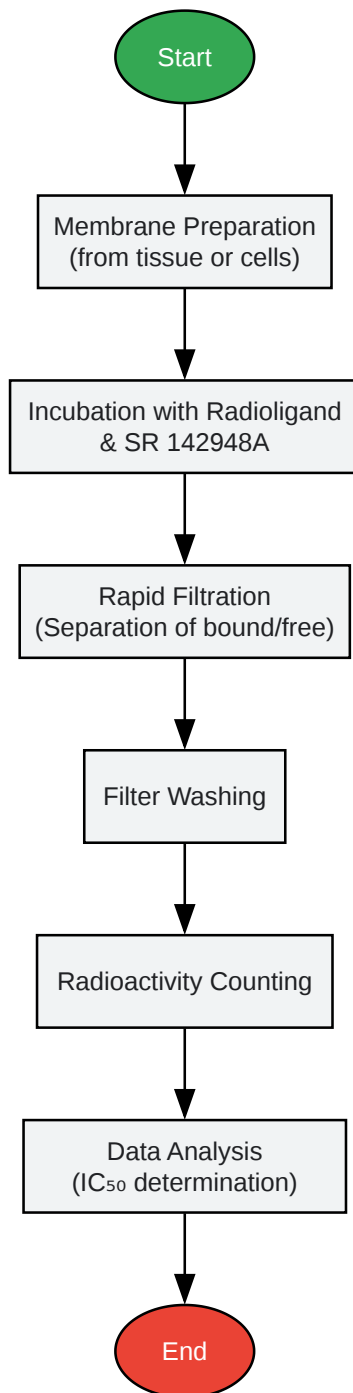 Start
Membrane Preparation
(from tissue or cells)
Incubation with Radioligand
& SR 142948A
Rapid Filtration
(Separation of bound/free)
Filter Washing
Radioactivity Counting
Data Analysis
(IC₅₀ determination)
End